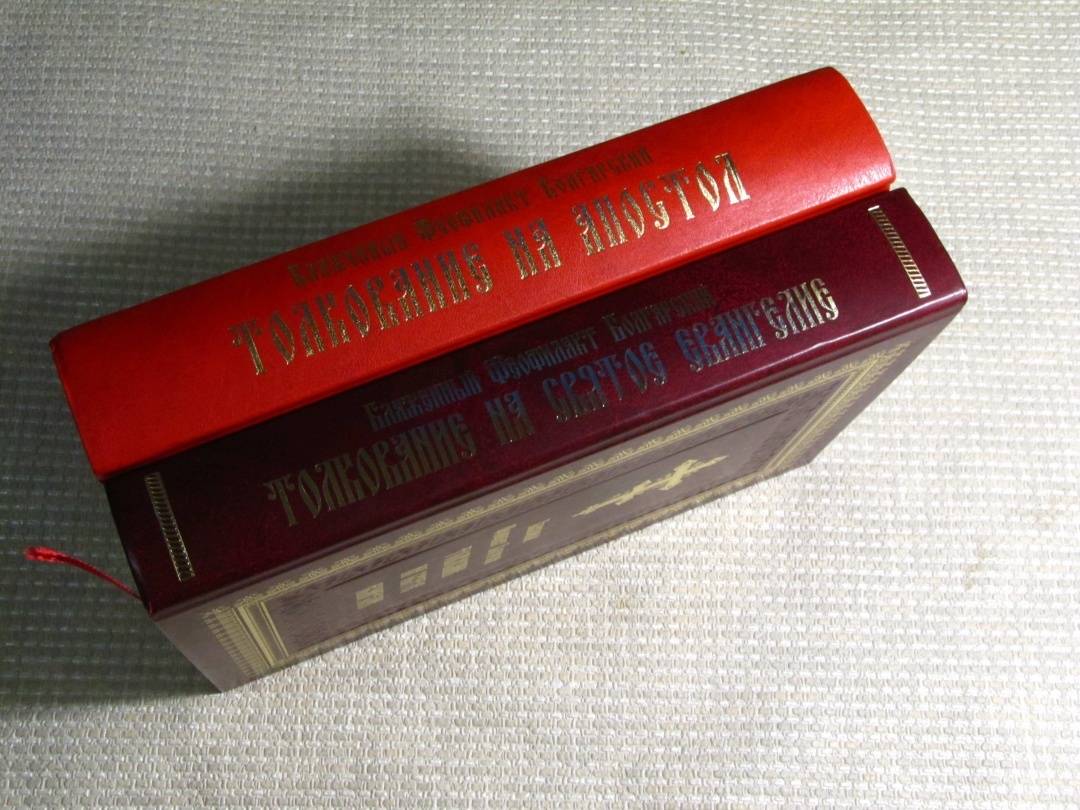 Блаженный Феофилакт Болгарский
ТОЛКОВАНИЕ НА АПОСТОЛ
Блаженный Феофилакт Болгарский
ТОЛКОВАНИЕ НА СВЯТОЕ ЕВАНГЕЛИЕ